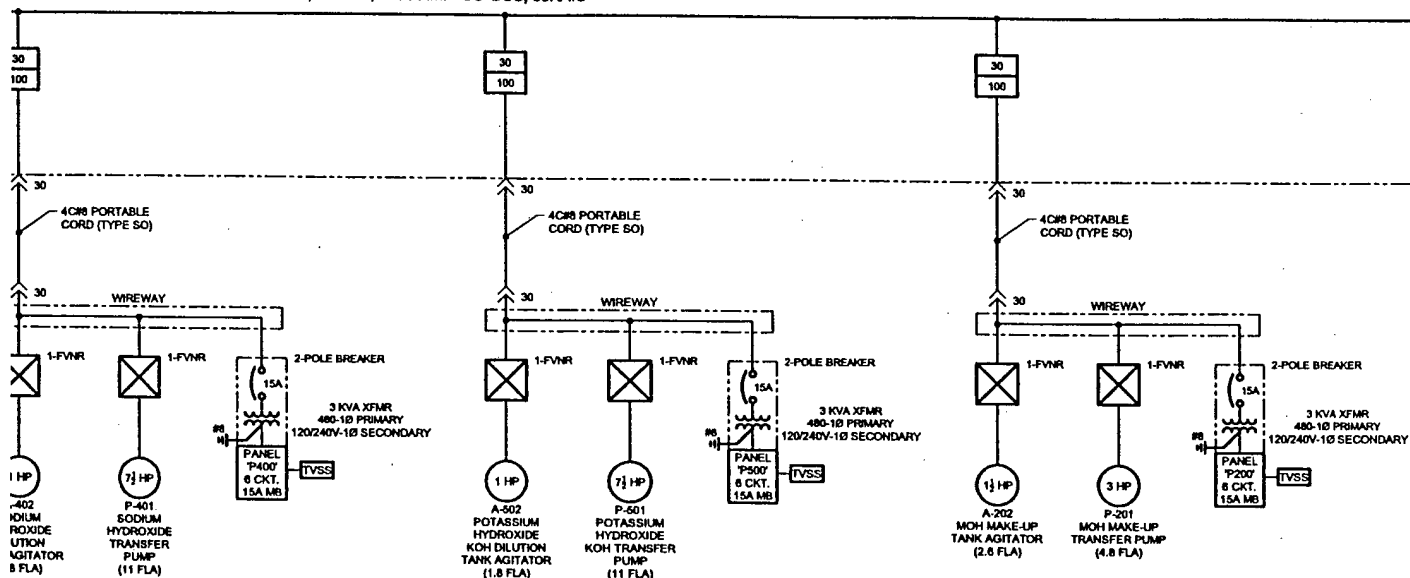 30
100
30
100
30
100
30
30
30
4C#8 PORTABLE
CORD (TYPE SO)
4C#8 PORTABLE
CORD (TYPE SO)
4C#8 PORTABLE
CORD (TYPE SO)
30
30
30
WIREWAY
WIREWAY
WIREWAY
1-FVNR
1-FVNR
2-POLE BREAKER
15A
3 KVA XFMR
480-1Ø PRIMARY
120/240V-1Ø SECONDARY
#8
PANEL
'P400'
6 CKT.
15A MB
TVSS
HP
7½ HP
-402
P-401.
SODIUM
HYDROXIDE
TRANSFER
PUMP
(11 FLA)
AGITATOR
FLA)
1-FVNR
1-FVNR
2-POLE BREAKER
15A
3 KVA XFMR
480-1Ø PRIMARY
120/240V-1Ø SECONDARY
PANEL
'P500'
6 CKT.
15A MB
TVSS
1 HP
7½ HP
A-502
POTASSIUM
HYDROXIDE
KOH DILUTION
TANK AGITATOR
(1.8 FLA)
P-501
POTASSIUM
HYDROXIDE
KOH TRANSFER
PUMP
(11 FLA)
1-FVNR
1-FVNR
2-POLE BREAKER
15A
3 KVA XFMR
480-1Ø PRIMARY
120/240V-1Ø SECONDARY
#8
PANEL
'P200'
6 CKT.
15A MB
TVSS
1½ HP
3 HP
A-202
MOH MAKE-UP
TANK AGITATOR
(2.6 FLA)
P-201
MOH MAKE-UP
TRANSFER PUMP
(4.8 FLA)